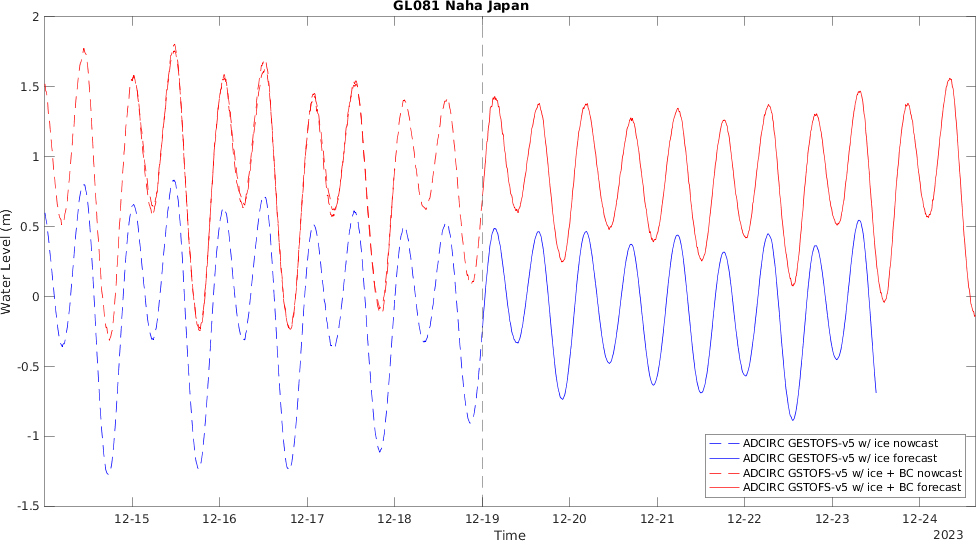 GL081 Naha Japan
2
1.5
1
0.5
0
-0.5
-1
-1.5
Water Level (m)
ADCIRC GESTOFS-v5 w/ ice nowcast
ADCIRC GESTOFS-v5 w/ ice forecast
ADCIRC GSTOFS-v5 w/ ice + BC nowcast
ADCIRC GSTOFS-v5 w/ ice + BC forecast
12-15 12-16 12-17 12-18 12-19 12-20 12-21 12-22 12-23 12-24
Time
2023